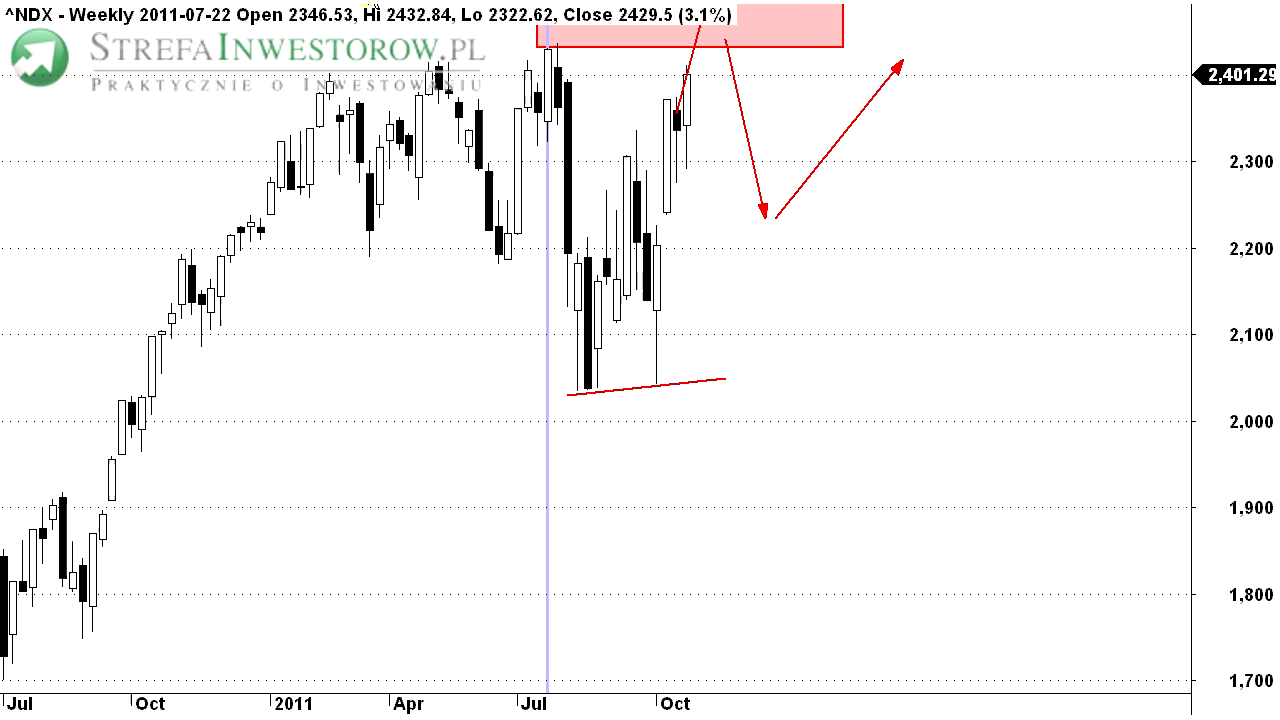 ^NDX - Weekly 2011-07-22 Open 2346.53, Hi 2432.84, Lo 2322.62, Close 2429.5 (3.1%)
STREFAINWESTOROW.PL
PRAKTYCZNIE O INWESTOWANIU
2,401.29
2,300
2,200
2,100
2,000
1,900
1,800
1,700
Jul Oct 2011 Apr Jul Oct